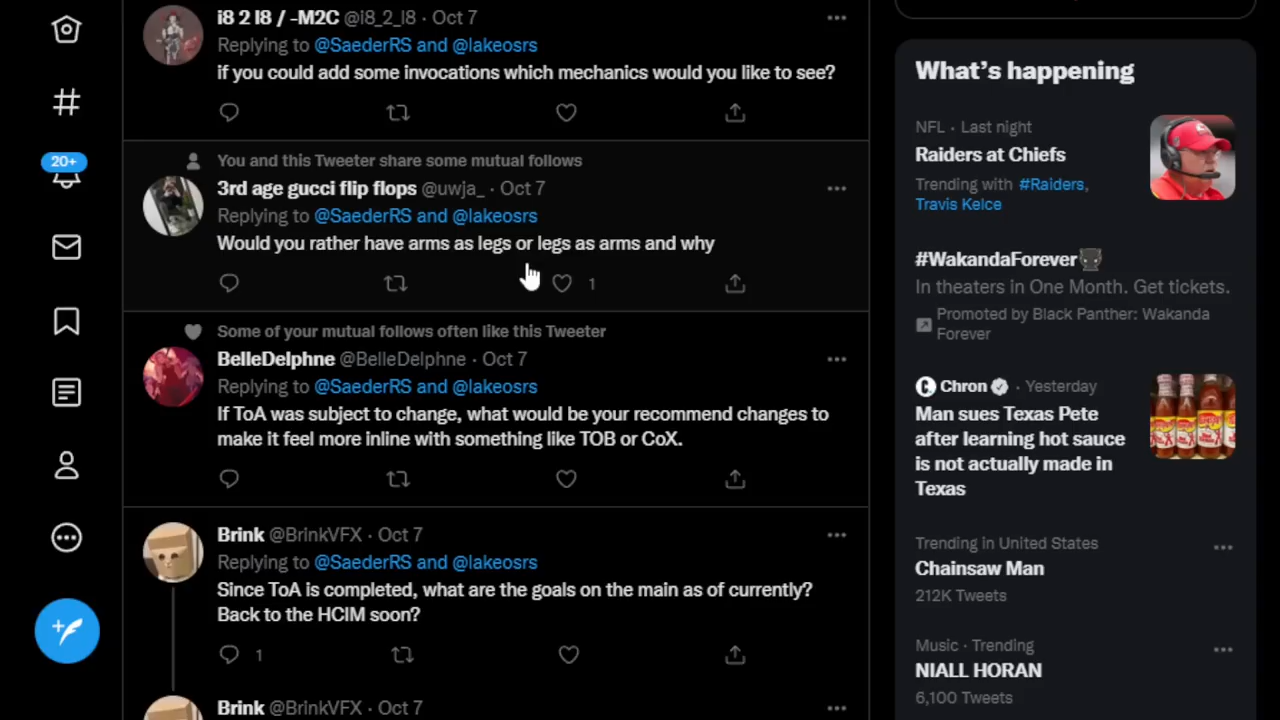 i8 2 l8 / -M2C @i8_2_l8 · Oct 7
Replying to @SaederRS and @lakeosrs
if you could add some invocations which mechanics would you like to see?
You and this Tweeter share some mutual follows
3rd age gucci flip flops @uwja_ · Oct 7
Replying to @SaederRS and @lakeosrs
Would you rather have arms as legs or legs as arms and why
1
Some of your mutual follows often like this Tweeter
BelleDelphne @BelleDelphne · Oct 7
Replying to @SaederRS and @lakeosrs
If ToA was subject to change, what would be your recommend changes to
make it feel more inline with something like TOB or CoX.
Brink @BrinkVFX · Oct 7
Replying to @SaederRS and @lakeosrs
Since ToA is completed, what are the goals on the main as of currently?
Back to the HCIM soon?
1
Brink @BrinkVFX · Oct 7
20+
What's happening
NFL · Last night
Raiders at Chiefs
Trending with #Raiders,
Travis Kelce
#WakandaForever
In theaters in One Month. Get tickets.
Promoted by Black Panther: Wakanda
Forever
Chron · Yesterday
Man sues Texas Pete
after learning hot sauce
is not actually made in
Texas
Trending in United States
Chainsaw Man
212K Tweets
Music · Trending
NIALL HORAN
6,100 Tweets